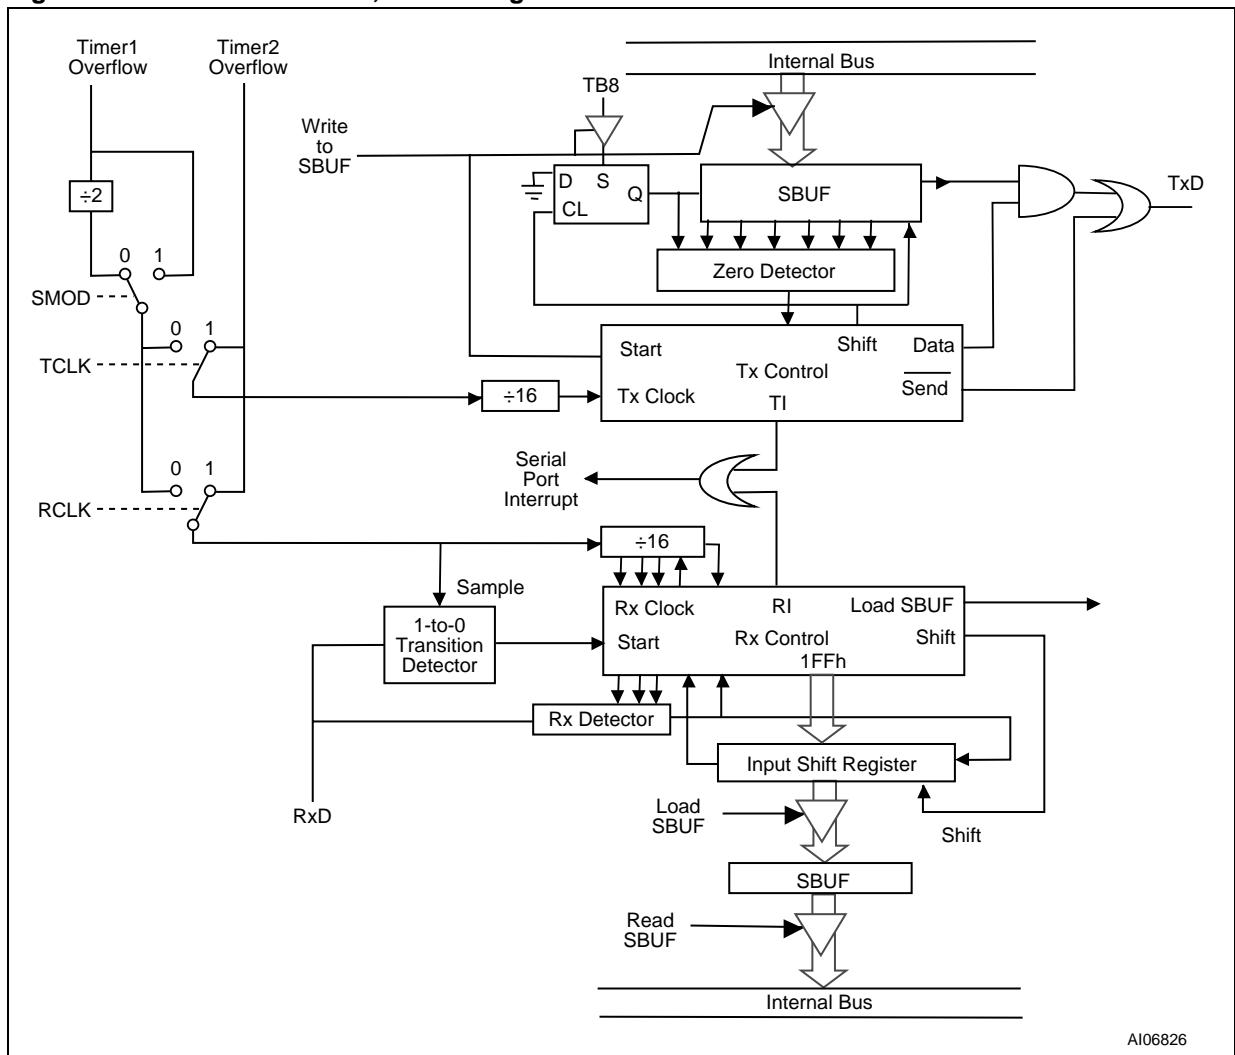 Timer1
Overflow
Timer2
Overflow
Internal Bus
TB8
Write
to
SBUF
÷2
D
S
Q
CL
SBUF
TxD
0
1
Zero Detector
SMOD
0
1
TCLK
Start
Shift
Data
Tx Control
Send
Tx Clock
TI
÷16
Serial
Port
Interrupt
0
1
RCLK
÷16
Sample
1-to-0
Transition
Detector
Rx Clock
RI
Load SBUF
Start
Rx Control
Shift
1FFh
Rx Detector
Input Shift Register
RxD
Load
SBUF
Shift
SBUF
Read
SBUF
Internal Bus
AI06826